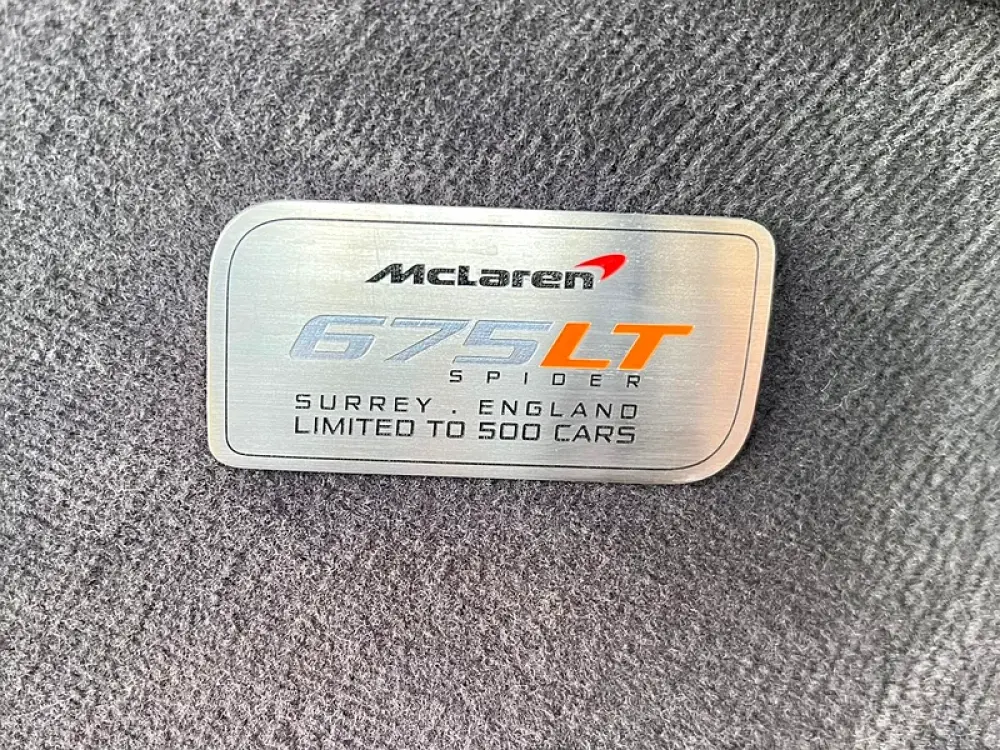 McLaren
675LT
SPIDER
SURREY . ENGLAND
LIMITED TO 500 CARS